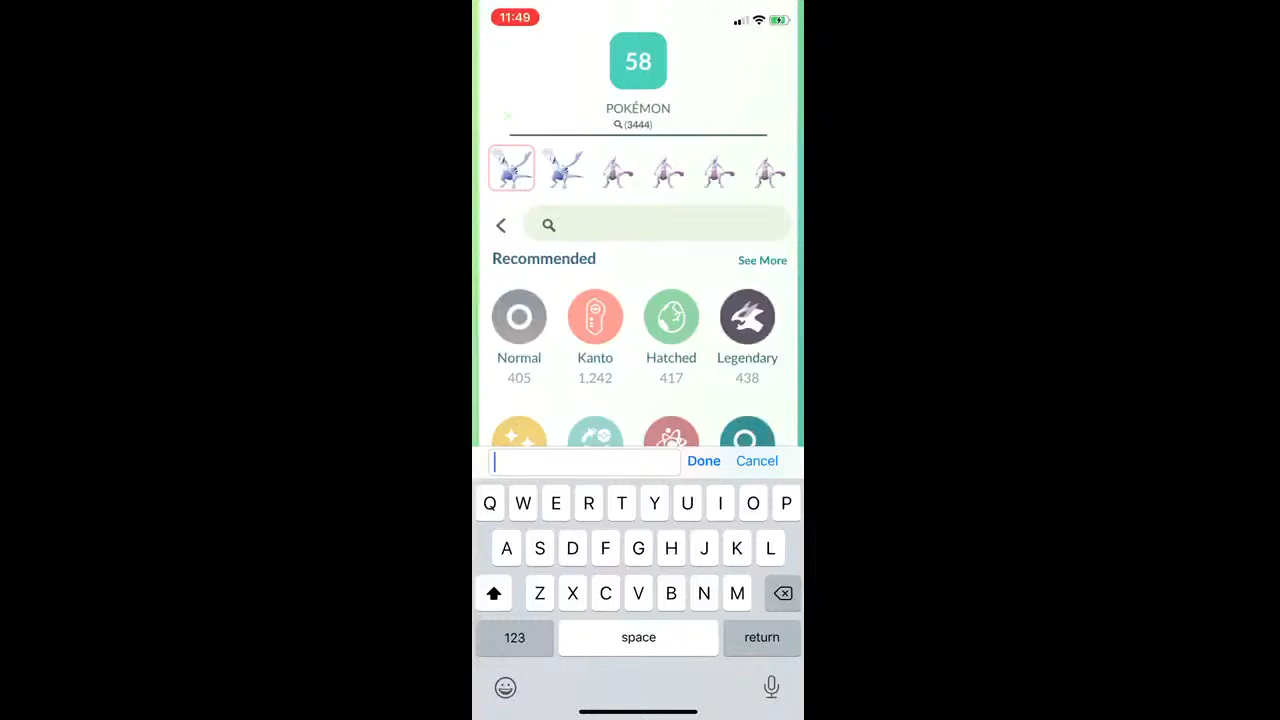 11:49
58
POKÉMON
(3444)
Recommended
See More
Normal Kanto Hatched Legendary
405 1,242 417 438
Done Cancel
Q W E R T Y U I O P
A S D F G H J K L
Z X C V B N M
123 space return